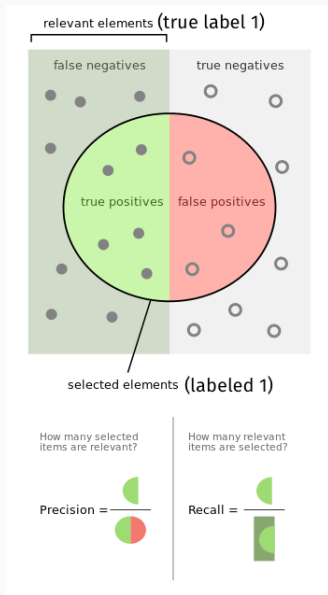 relevant elements (true label 1)
false negatives true negatives
true positives false positives
selected elements (labeled 1)
How many selected
items are relevant?
Precision =
How many relevant
items are selected?
Recall =